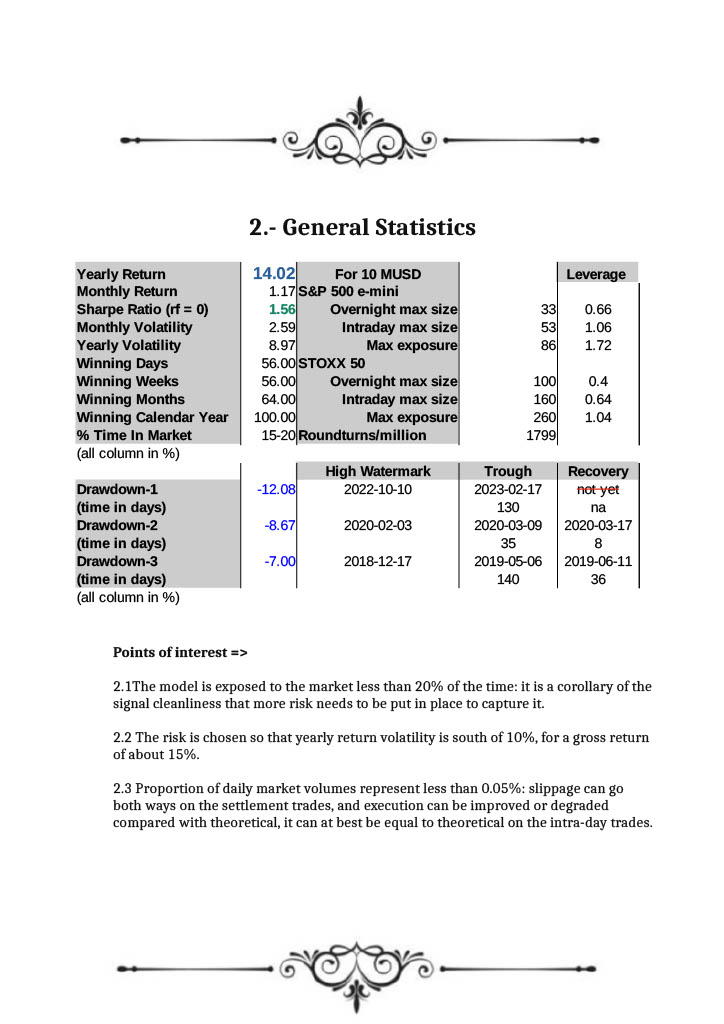 2.- General Statistics
Yearly Return 14.02 For 10 MUSD Leverage
Monthly Return 1.17 S&P 500 e-mini
Sharpe Ratio (rf = 0) 1.56 Overnight max size 33 0.66
Monthly Volatility 2.59 Intraday max size 53 1.06
Yearly Volatility 8.97 Max exposure 86 1.72
Winning Days 56.00 STOXX 50
Winning Weeks 56.00 Overnight max size 100 0.4
Winning Months 64.00 Intraday max size 160 0.64
Winning Calendar Year 100.00 Max exposure 260 1.04
% Time In Market 15-20 Roundturns/million 1799
(all column in %)
High Watermark Trough Recovery
Drawdown-1 -12.08 2022-10-10 2023-02-17 not yet
(time in days) 130 na
Drawdown-2 -8.67 2020-02-03 2020-03-09 2020-03-17
(time in days) 35 8
Drawdown-3 -7.00 2018-12-17 2019-05-06 2019-06-11
(time in days) 140 36
(all column in %)
Points of interest =>
2.1The model is exposed to the market less than 20% of the time: it is a corollary of the
signal cleanliness that more risk needs to be put in place to capture it.
2.2 The risk is chosen so that yearly return volatility is south of 10%, for a gross return
of about 15%.
2.3 Proportion of daily market volumes represent less than 0.05%: slippage can go
both ways on the settlement trades, and execution can be improved or degraded
compared with theoretical, it can at best be equal to theoretical on the intra-day trades.